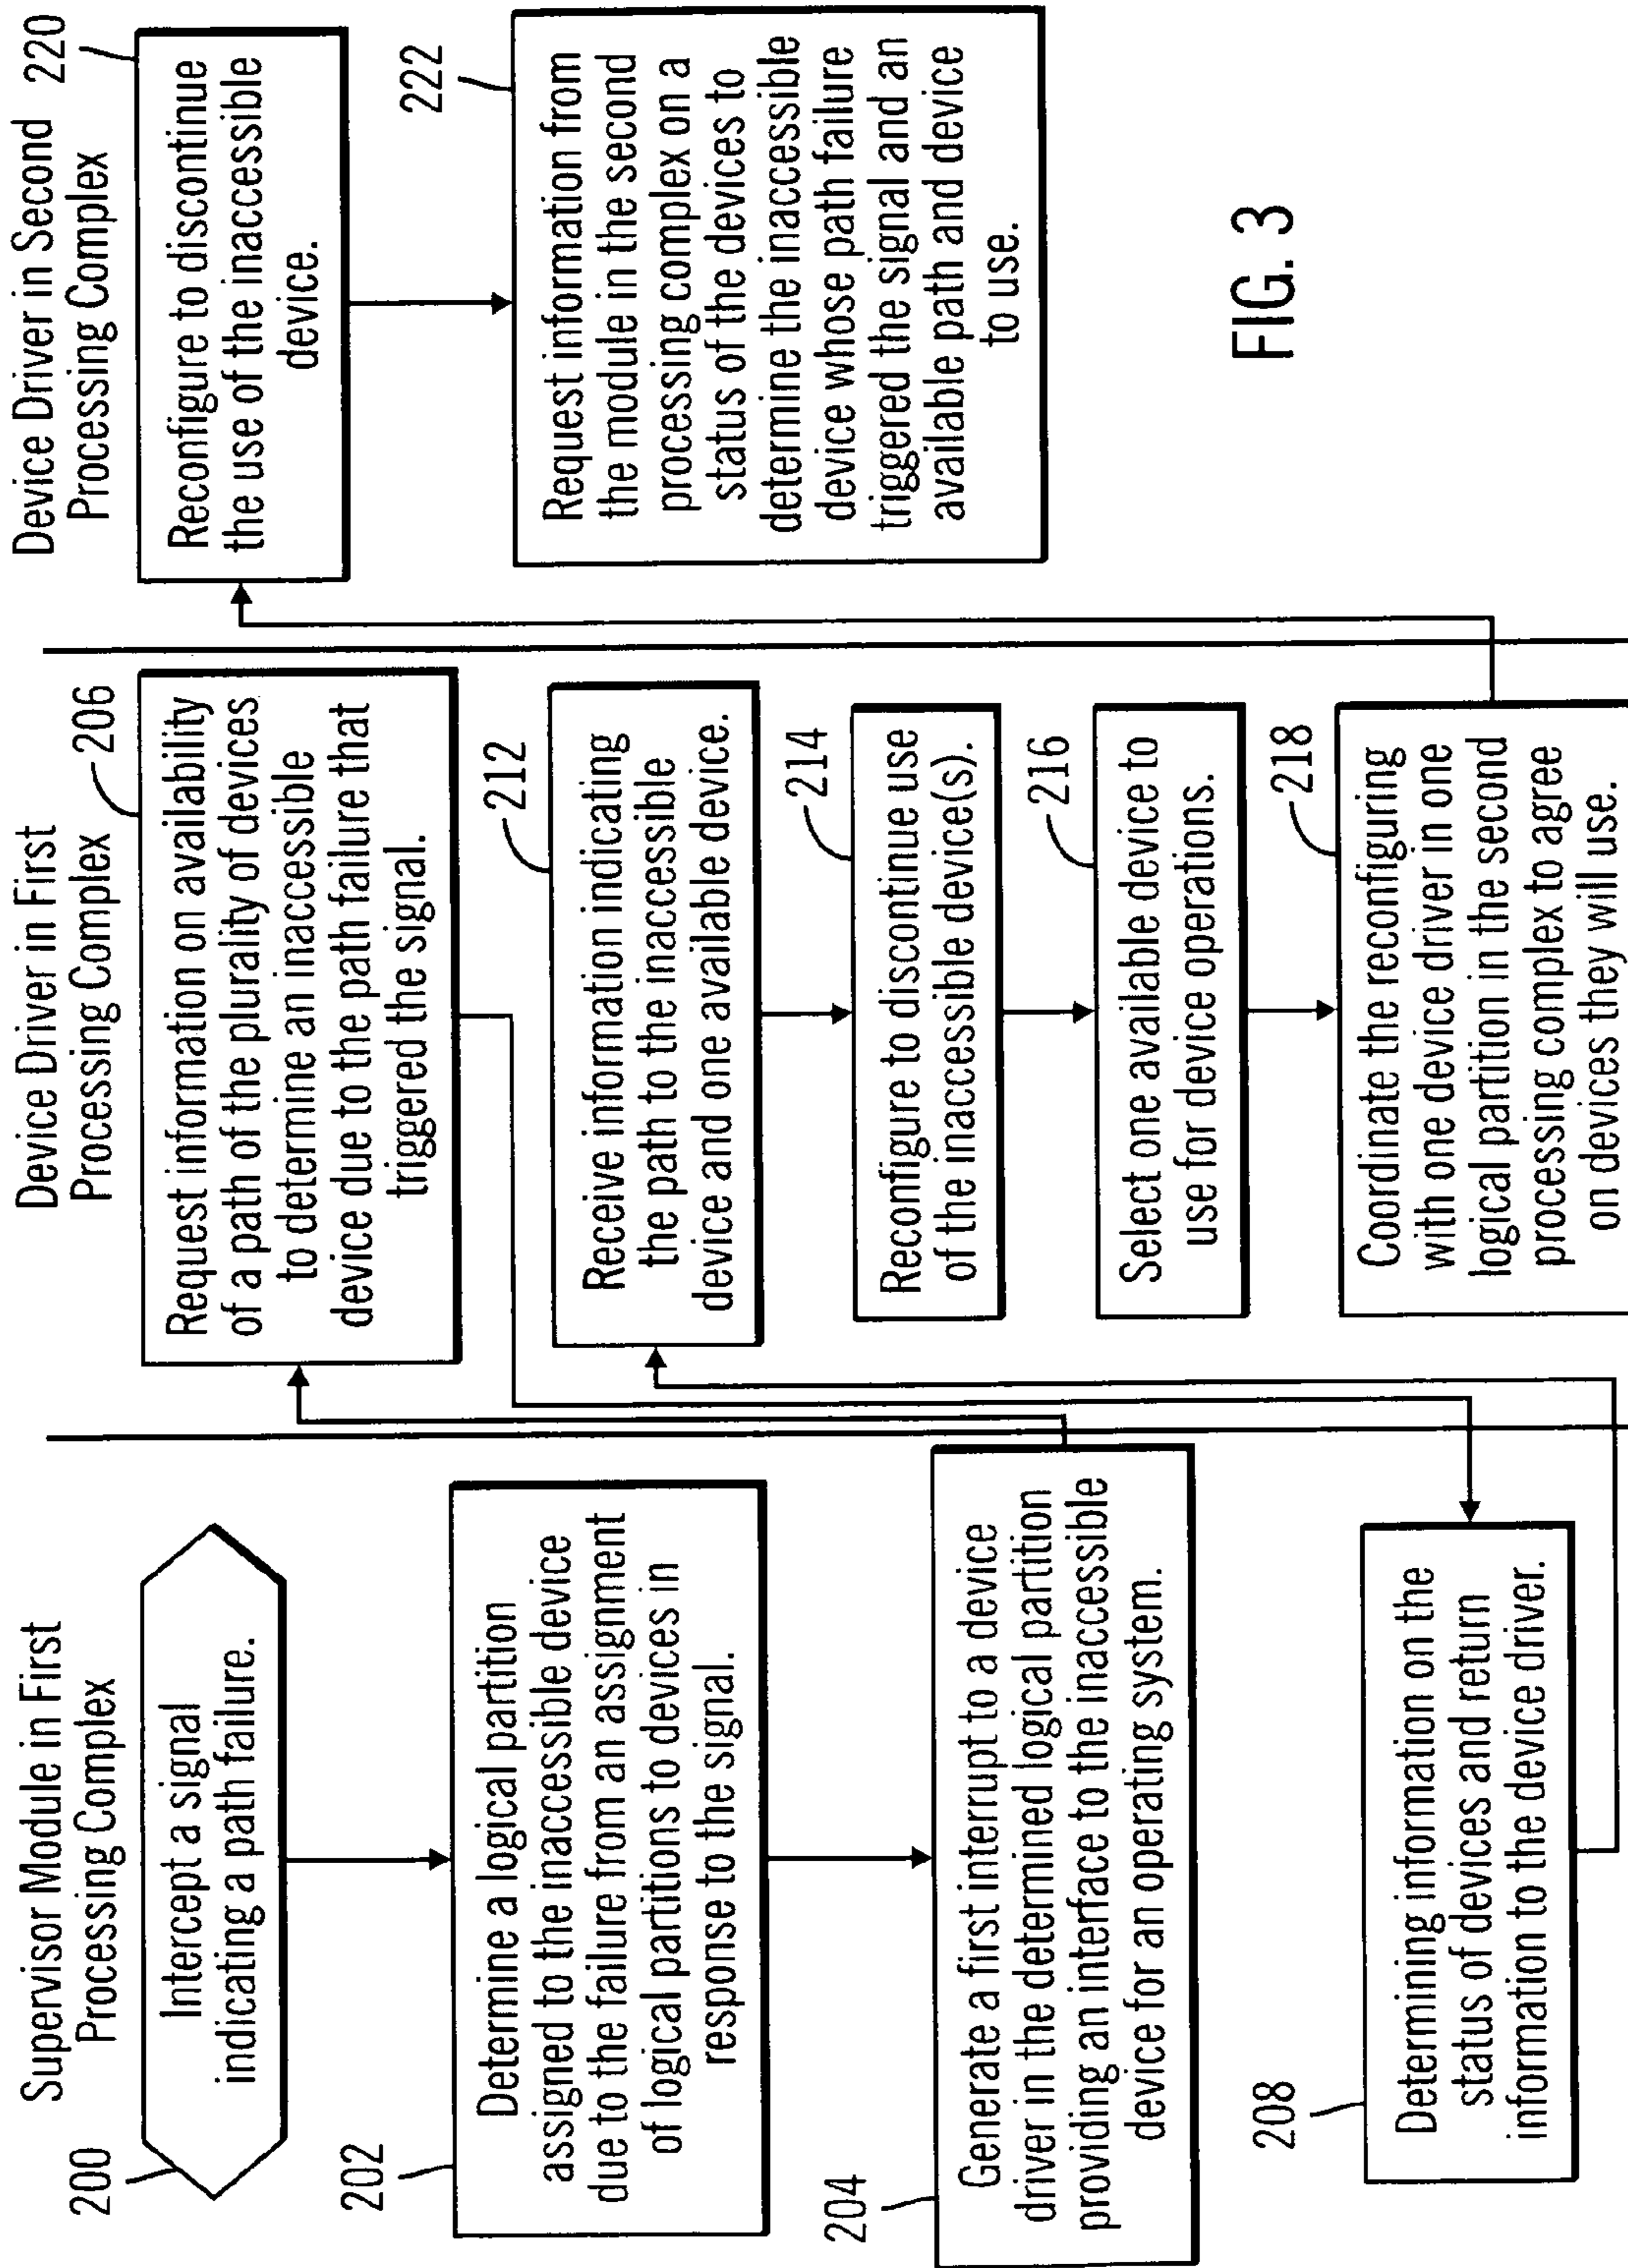 Supervisor Module in First
Processing Complex
200
Intercept a signal
indicating a path failure.
202
Determine a logical partition
assigned to the inaccessible device
due to the failure from an assignment
of logical partitions to devices in
response to the signal.
204
Generate a first interrupt to a device
driver in the determined logical partition
providing an interface to the inaccessible
device for an operating system.
208
Determining information on the
status of devices and return
information to the device driver.
Device Driver in First
Processing Complex
206
Request information on availability
of a path of the plurality of devices
to determine an inaccessible
device due to the path failure that
triggered the signal.
212
Receive information indicating
the path to the inaccessible
device and one available device.
214
Reconfigure to discontinue use
of the inaccessible device(s).
216
Select one available device to
use for device operations.
218
Coordinate the reconfiguring
with one device driver in one
logical partition in the second
processing complex to agree
on devices they will use.
Device Driver in Second
Processing Complex
220
Reconfigure to discontinue
the use of the inaccessible
device.
222
Request information from
the module in the second
processing complex on a
status of the devices to
determine the inaccessible
device whose path failure
triggered the signal and an
available path and device
to use.
FIG. 3